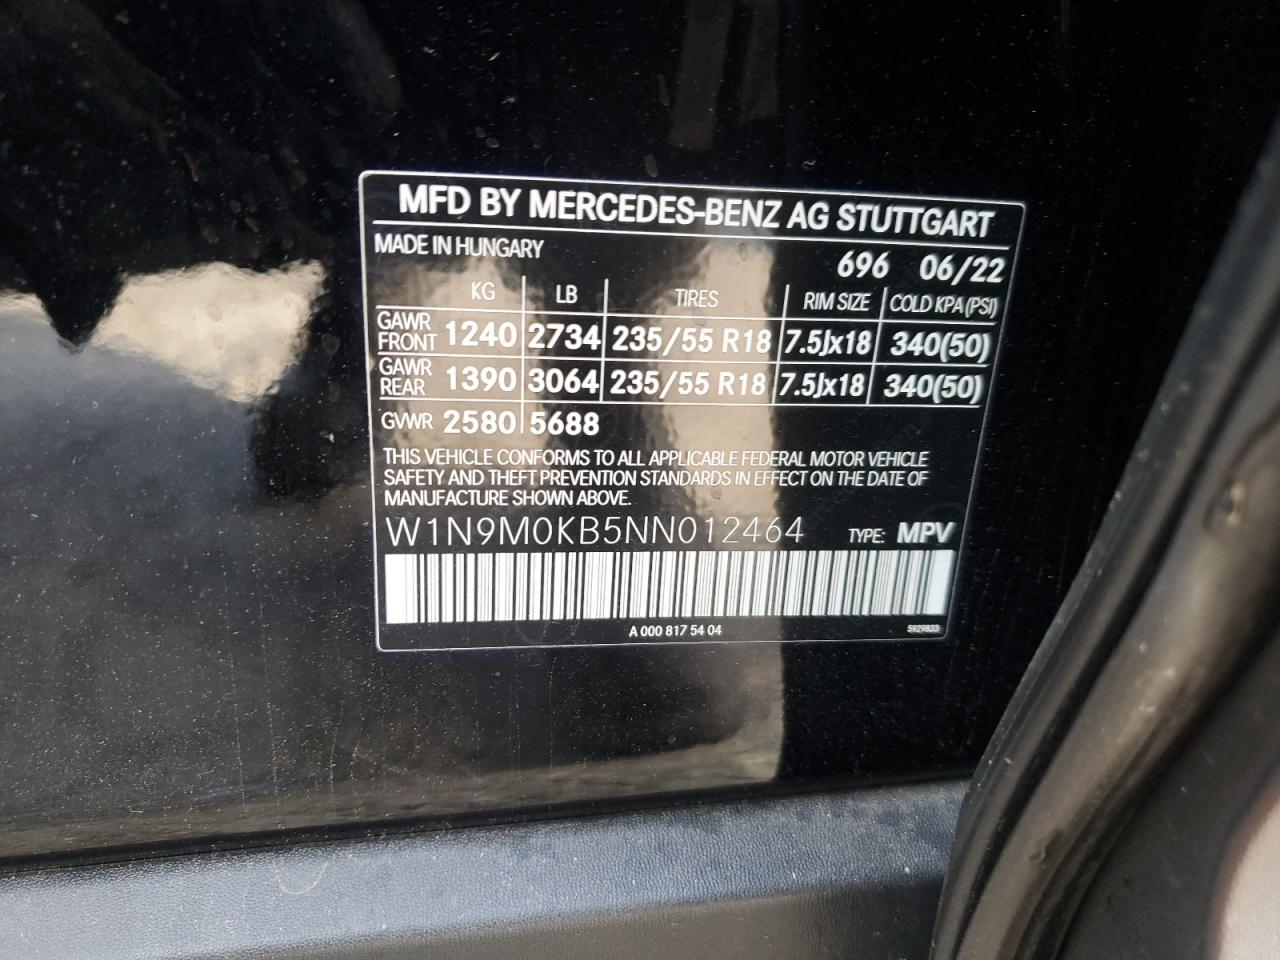 MFD BY MERCEDES-BENZ AG STUTTGART
MADE IN HUNGARY
696 06/22
KG LB TIRES RIM SIZE COLD KPA (PSI)
GAWR FRONT 1240 2734 235/55 R18 7.5Jx18 340(50)
GAWR REAR 1390 3064 235/55 R18 7.5Jx18 340(50)
GVWR 2580 5688
THIS VEHICLE CONFORMS TO ALL APPLICABLE FEDERAL MOTOR VEHICLE
SAFETY AND THEFT PREVENTION STANDARDS IN EFFECT ON THE DATE OF
MANUFACTURE SHOWN ABOVE.
W1N9M0KB5NN012464 TYPE: MPV
A 000 817 54 04 5929833